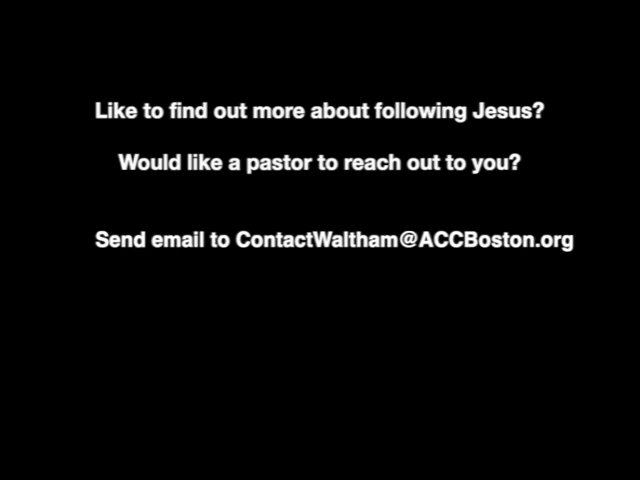 Like to find out more about following Jesus?
Would like a pastor to reach out to you?
Send email to ContactWaltham@ACCBoston.org